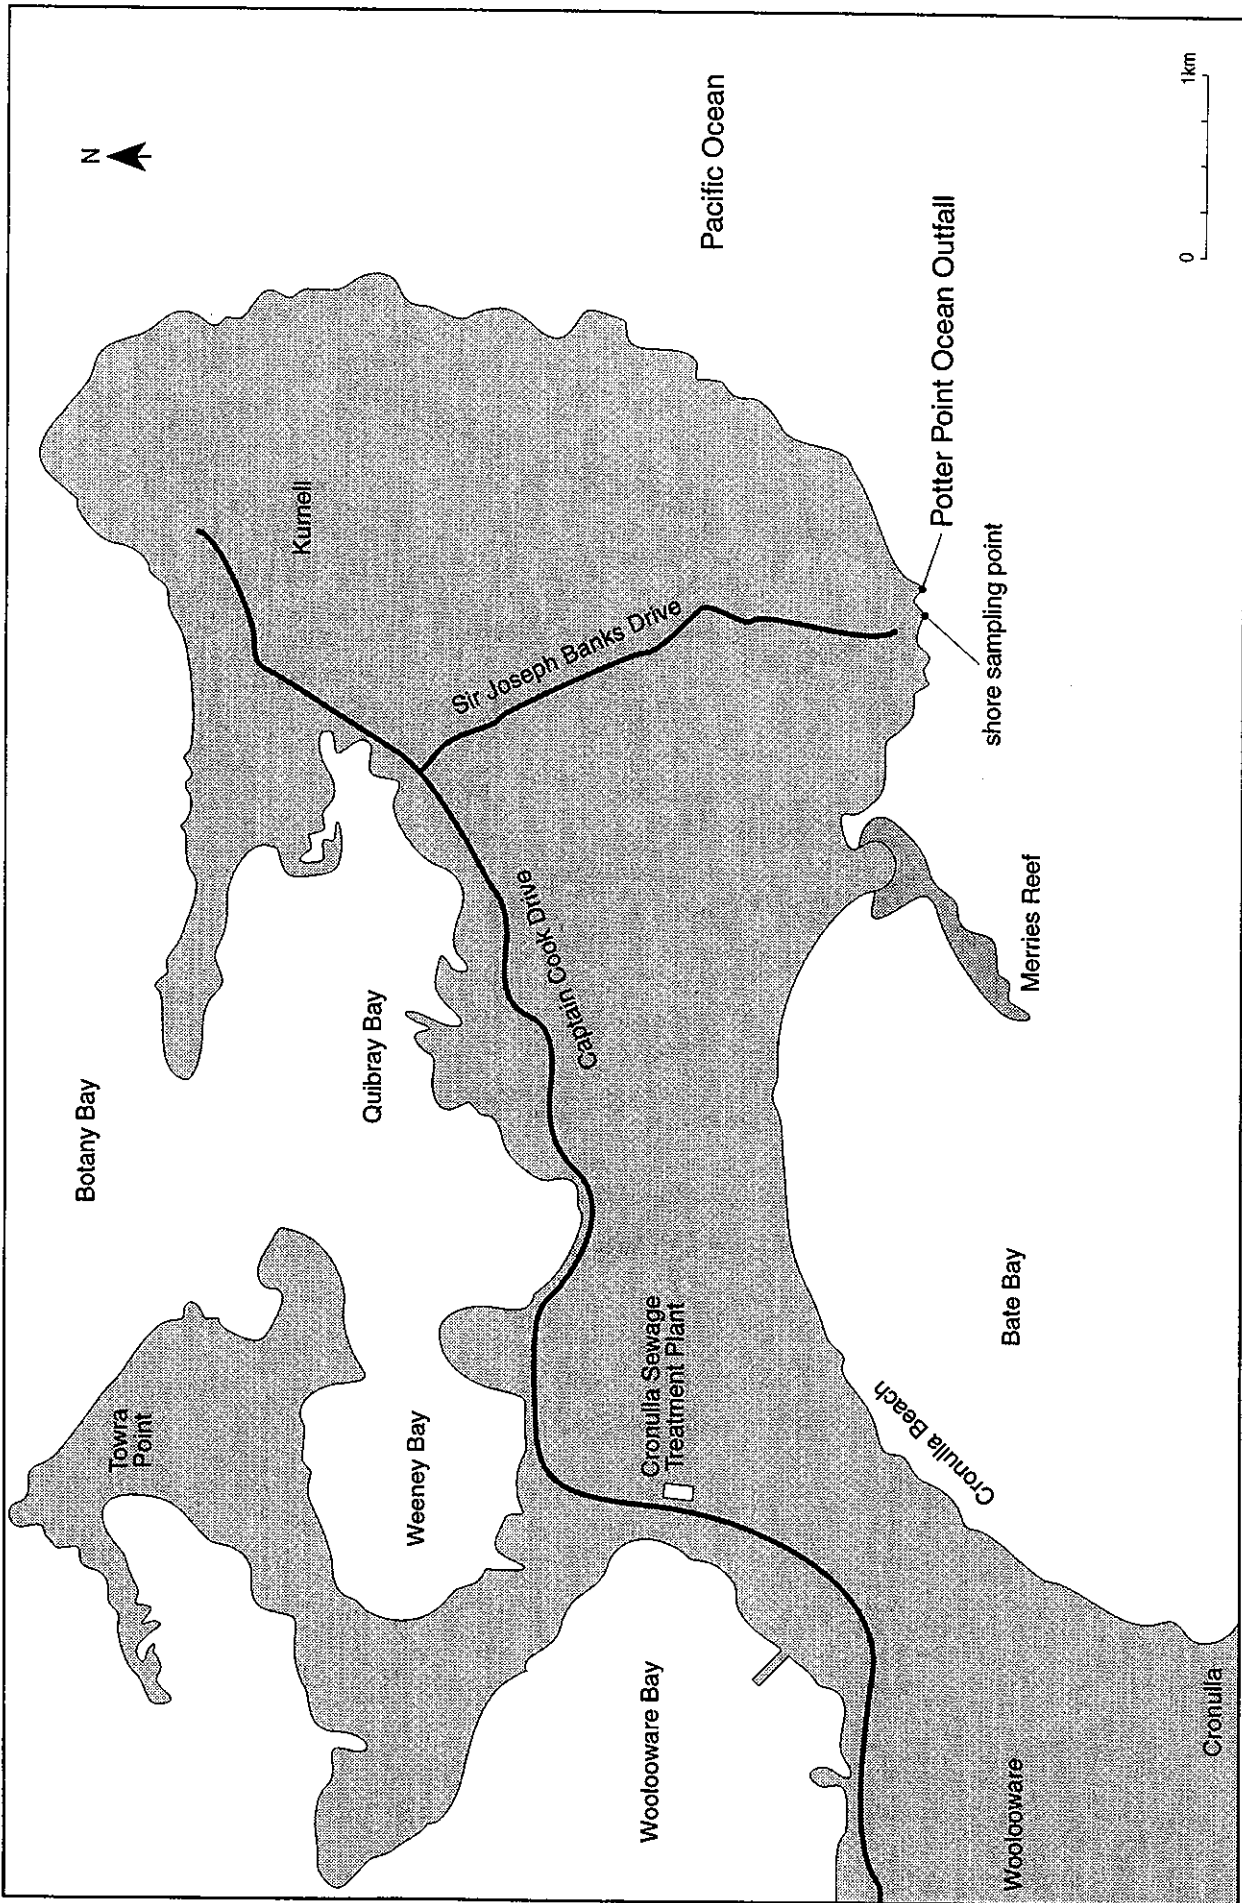 N
Botany Bay
Pacific Ocean
Towra
Point
Kurnell
Quibray Bay
Weeney Bay
Sir Joseph Banks Drive
Captain Cook Drive
Cronulla Sewage
Treatment Plant
Woolooware Bay
Potter Point Ocean Outfall
shore sampling point
Merries Reef
Bate Bay
Cronulla Beach
Woolooware
Cronulla
0
1km